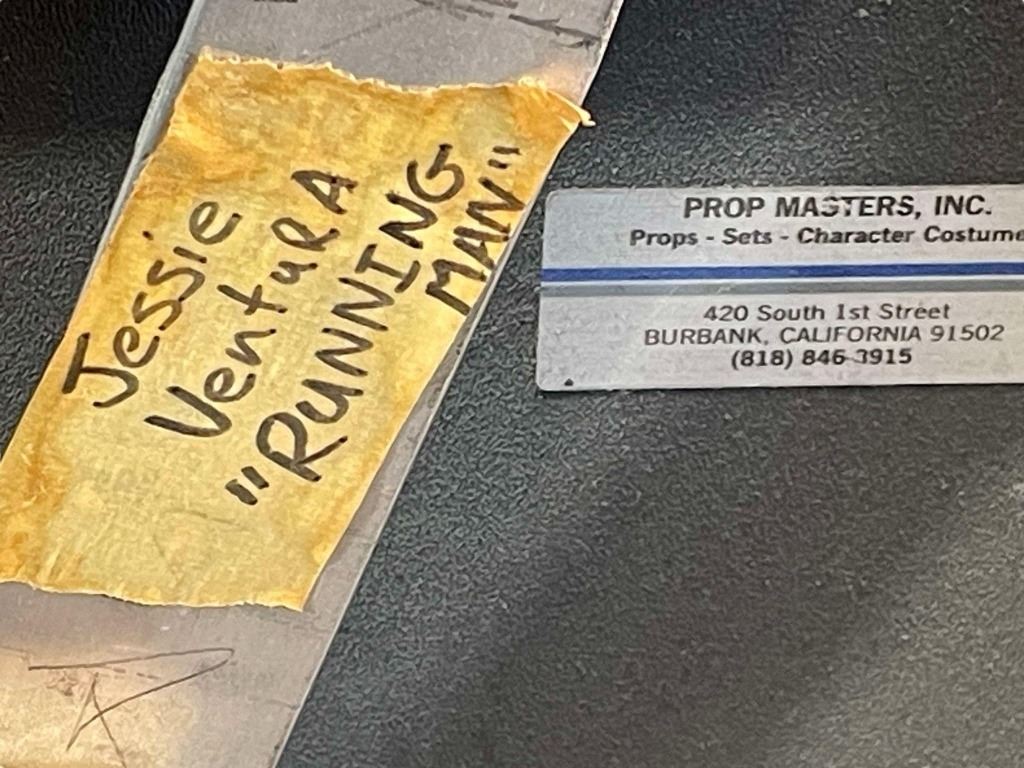 Jessie
VentuRA
"RUNNING
MAN"
PROP MASTERS, INC.
Props - Sets - Character Costume
420 South 1st Street
BURBANK, CALIFORNIA 91502
(818) 846-3915